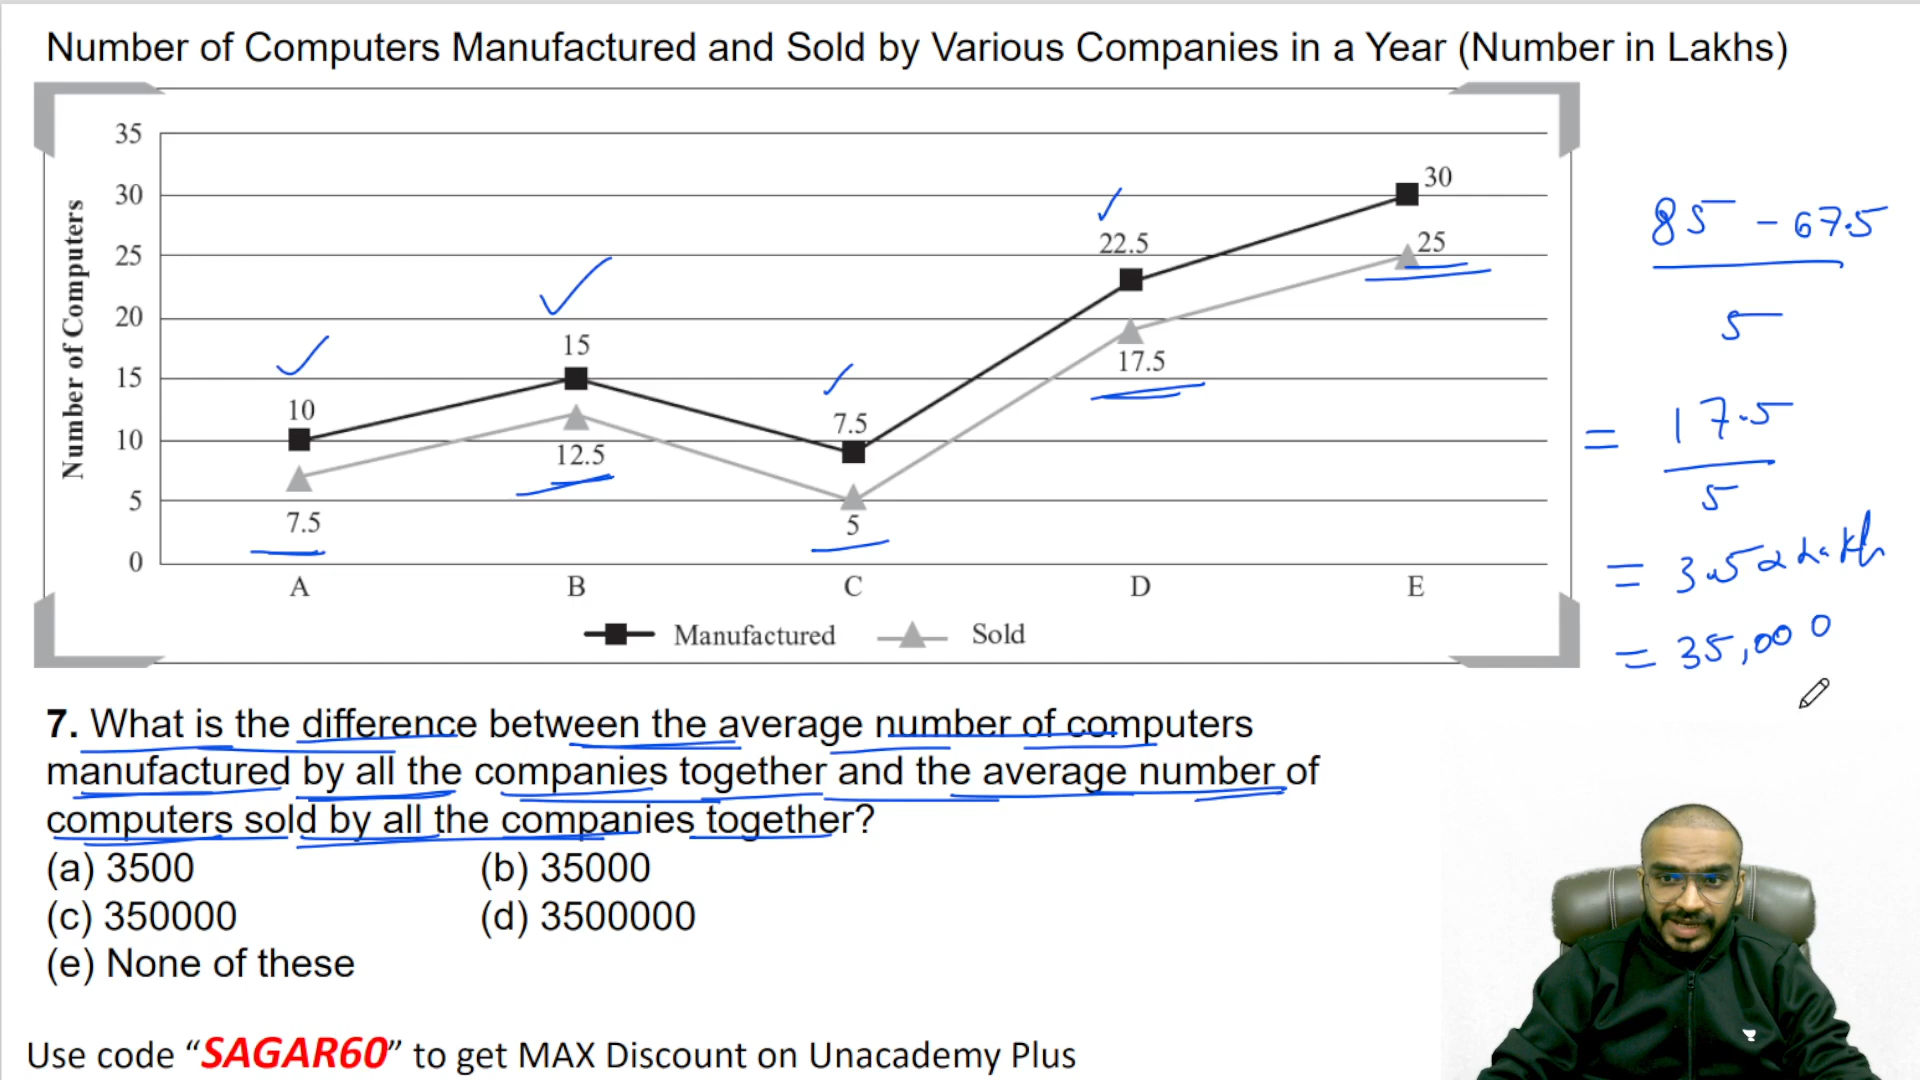 Number of Computers Manufactured and Sold by Various Companies in a Year (Number in Lakhs)
Number of Computers
35
30
25
20
15
10
5
0
10
15
7.5
22.5
30
7.5
12.5
5
17.5
25
A B C D E
Manufactured Sold
85 - 67.5
5
= 17.5
5
= 3.5
= 35,000
7. What is the difference between the average number of computers
manufactured by all the companies together and the average number of
computers sold by all the companies together?
(a) 3500 (b) 35000
(c) 350000 (d) 3500000
(e) None of these
Use code “SAGAR60” to get MAX Discount on Unacademy Plus